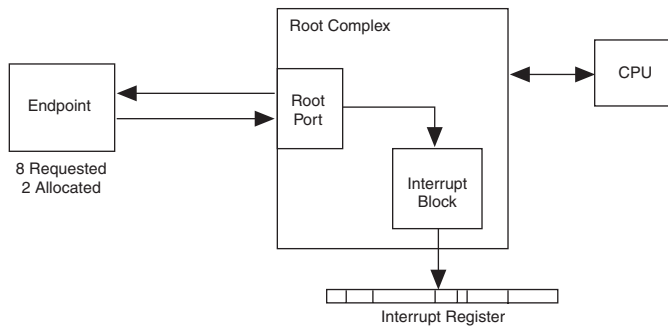 Root Complex
Endpoint
8 Requested
2 Allocated
Root
Port
Interrupt
Block
CPU
Interrupt Register